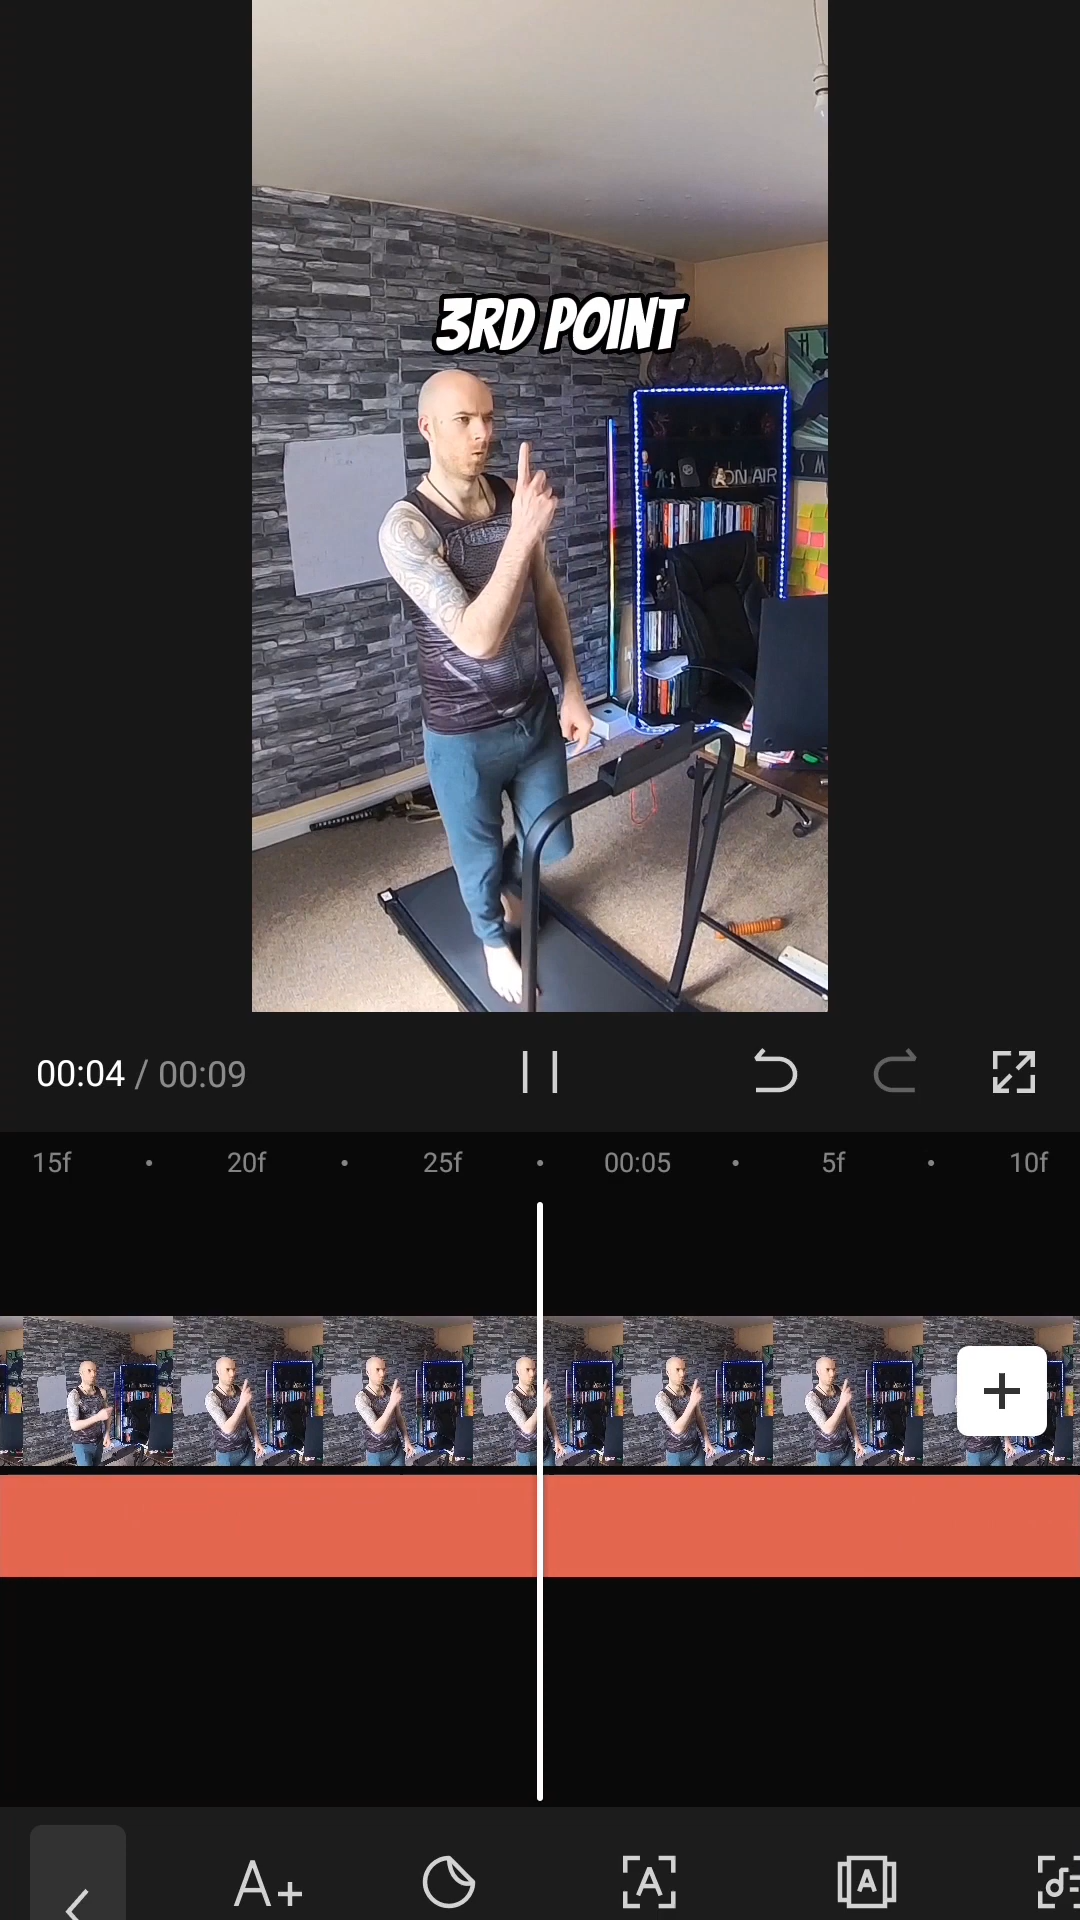 3RD POINT
H
ON AIR
S M
00:04 / 00:09
15f 20f 25f 00:05 5f 10f
A+
A
A